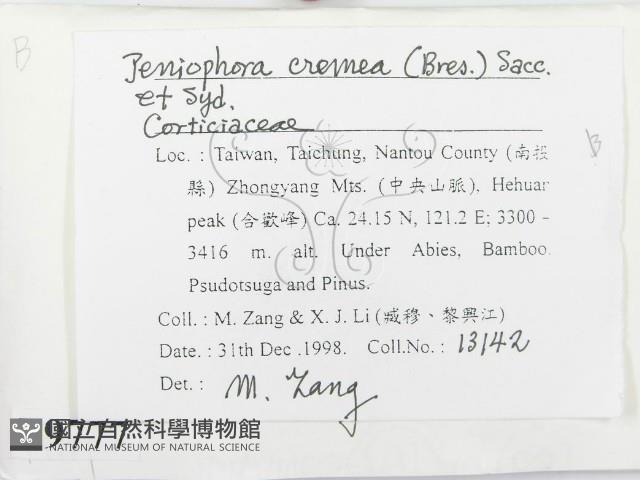 B
Peniophora cremea (Bres.) Sacc.
et Syd.
Corticiaceae
B
Loc. : Taiwan, Taichung, Nantou County (南投
縣) Zhongyang Mts. (中央山脈), Hehuan
peak (合歡峰) Ca. 24.15 N, 121.2 E; 3300 -
3416 m. alt. Under Abies, Bamboo.
Psudotsuga and Pinus.
Coll. : M. Zang & X. J. Li (臧穆、黎興江)
Date. : 31th Dec .1998. Coll.No. : 13142
Det. : M. Zang
9777
國立自然科學博物館
NATIONAL MUSEUM OF NATURAL SCIENCE